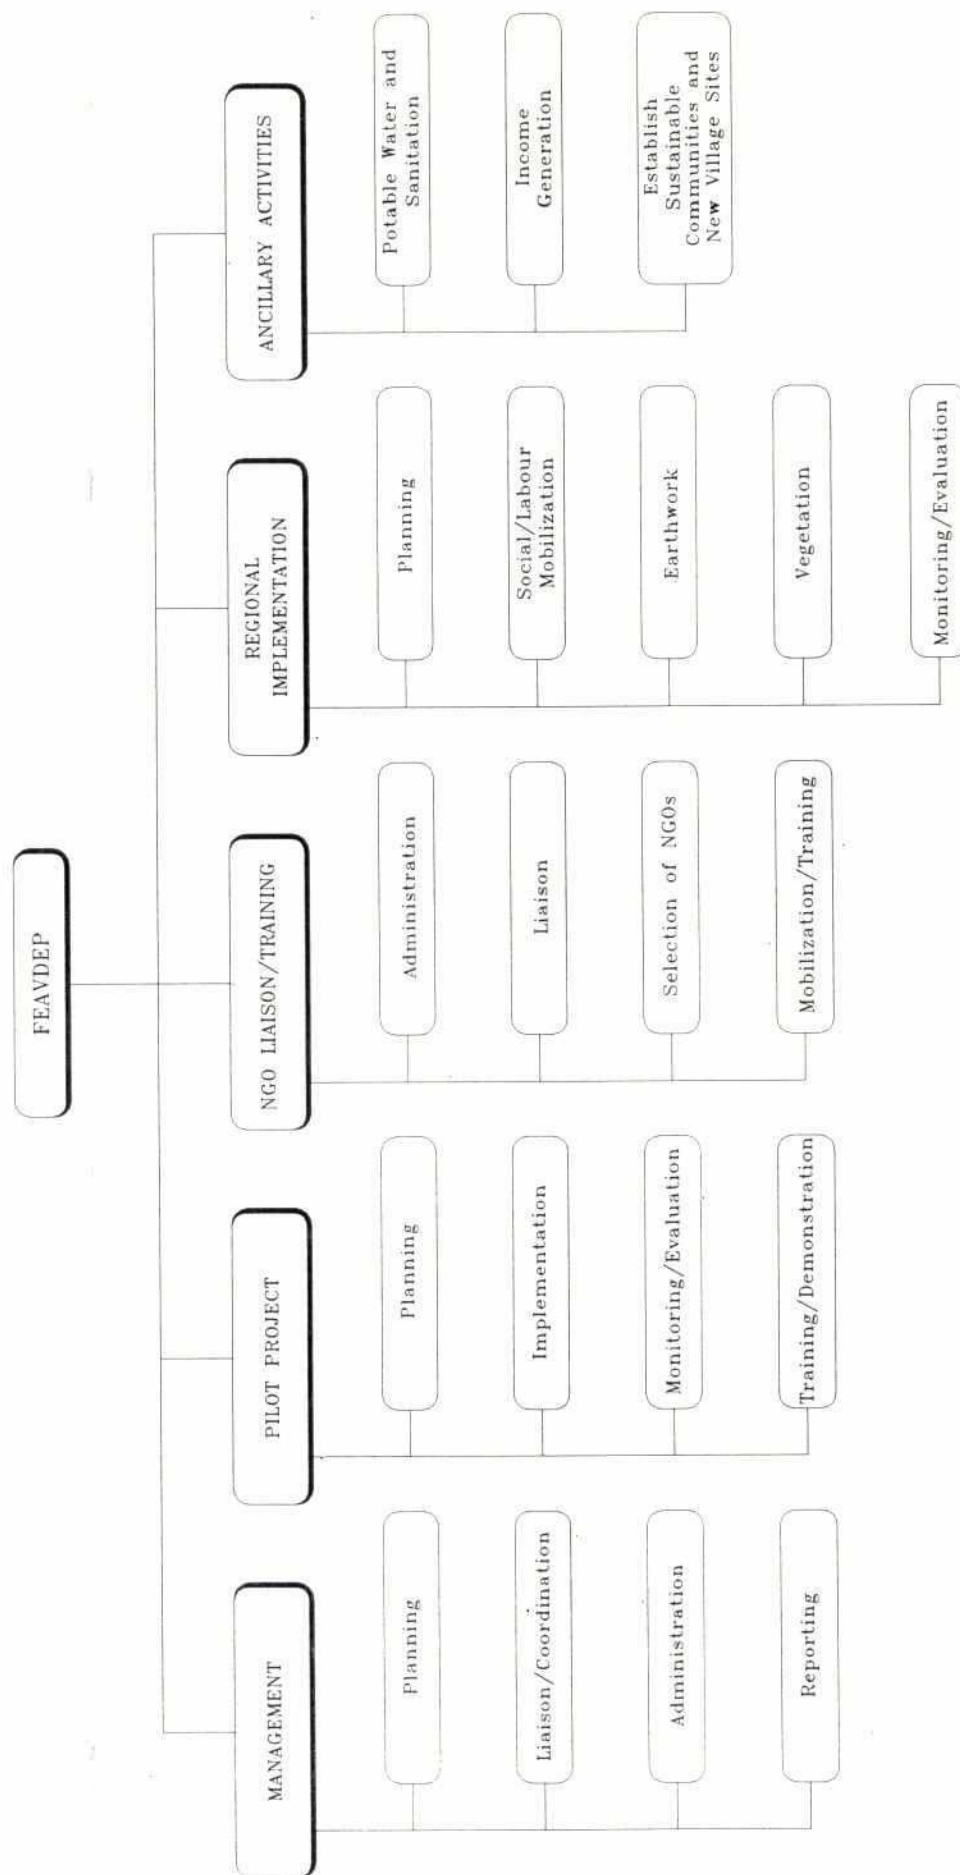 FEAVDEP
MANAGEMENT
Planning
Liaison/Coordination
Administration
Reporting
PILOT PROJECT
Planning
Implementation
Monitoring/Evaluation
Training/Demonstration
NGO LIAISON/TRAINING
Administration
Liaison
Selection of NGOs
Mobilization/Training
REGIONAL
IMPLEMENTATION
Planning
Social/Labour
Mobilization
Earthwork
Vegetation
Monitoring/Evaluation
ANCILLARY ACTIVITIES
Potable Water and
Sanitation
Income
Generation
Establish
Sustainable
Communities and
New Village Sites